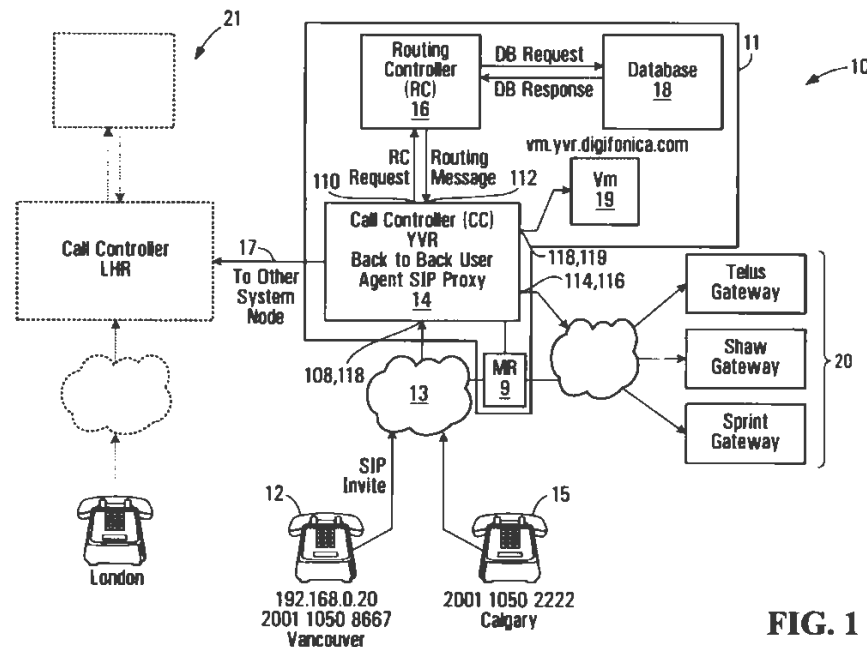 21
Routing
Controller
(RC)
16
DB Request
DB Response
Database
18
11
10
vm.yvr.digifonica.com
RC
Request
Routing
Message
Vm
19
110
112
Call Controller
LHR
17
To Other
System
Node
Call Controller (CC)
YVR
Back to Back User
Agent SIP Proxy
14
118,119
114,116
Telus
Gateway
Shaw
Gateway
Sprint
Gateway
20
108,118
13
MR
9
SIP
Invite
12
15
London
192.168.0.20
2001 1050 8667
Vancouver
2001 1050 2222
Calgary
FIG. 1